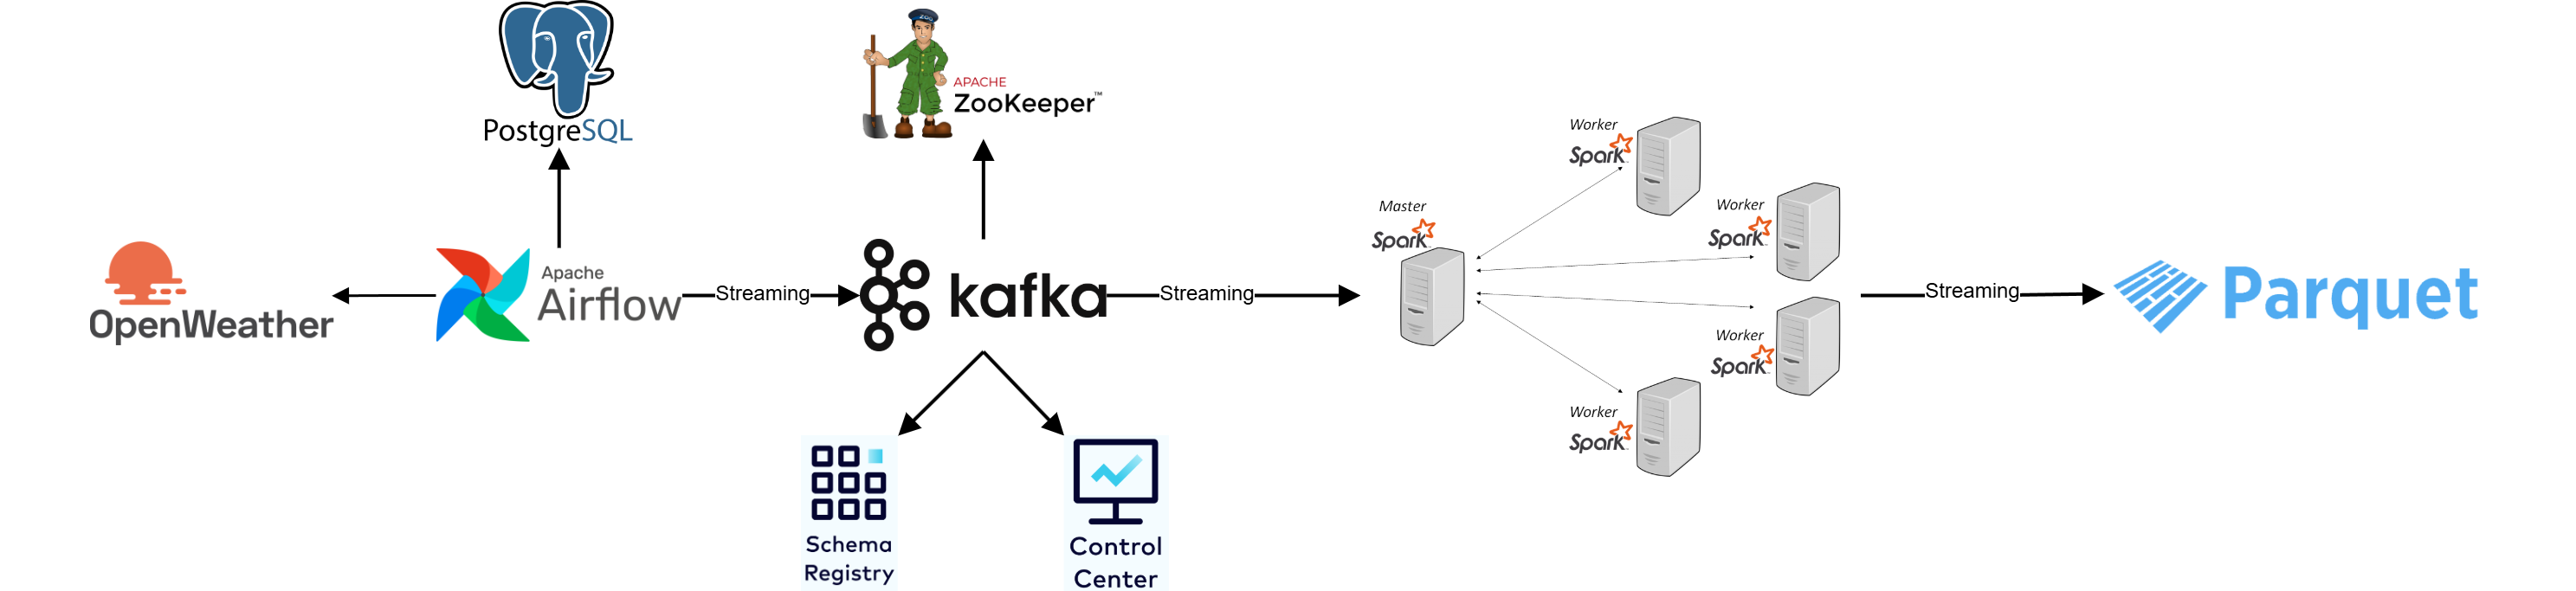 PostgreSQL
ZOO
APACHE
ZooKeeper™
OpenWeather
Apache
Airflow
Streaming
kafka
Streaming
Schema
Registry
Control
Center
Master
Spark
Worker
Spark
Worker
Spark
Worker
Spark
Worker
Spark
Streaming
Parquet